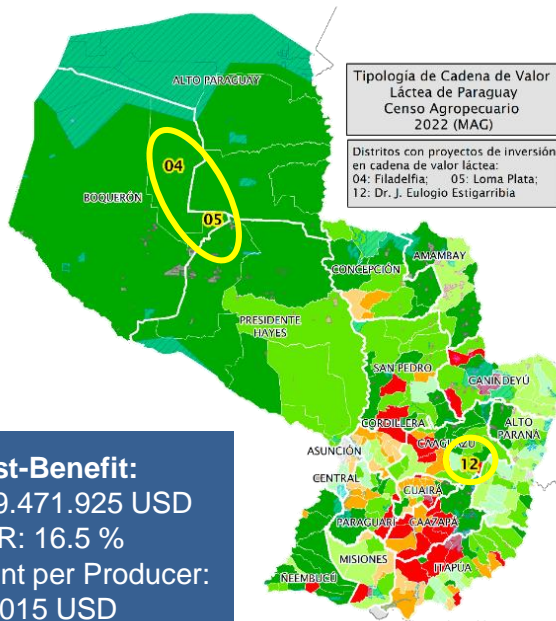 Tipología de Cadena de Valor
Láctea de Paraguay
Censo Agropecuario
2022 (MAG)
Distritos con proyectos de inversión
en cadena de valor láctea:
04: Filadelfia; 05: Loma Plata;
12: Dr. J. Eulogio Estigarribia
ALTO PARAGUAY
04
BOQUERÓN
05
CONCEPCIÓN
AMAMBAY
PRESIDENTE
HAYES
SAN PEDRO
CANINDEYÚ
CORDILLERA
ALTO
PARANÁ
CAAGUAZÚ
12
ASUNCIÓN
CENTRAL
GUAIRÁ
PARAGUARÍ
CAAZAPÁ
MISIONES
ITAPÚA
ÑEEMBUCÚ
st-Benefit:
9.471.925 USD
R: 16.5 %
nt per Producer:
015 USD